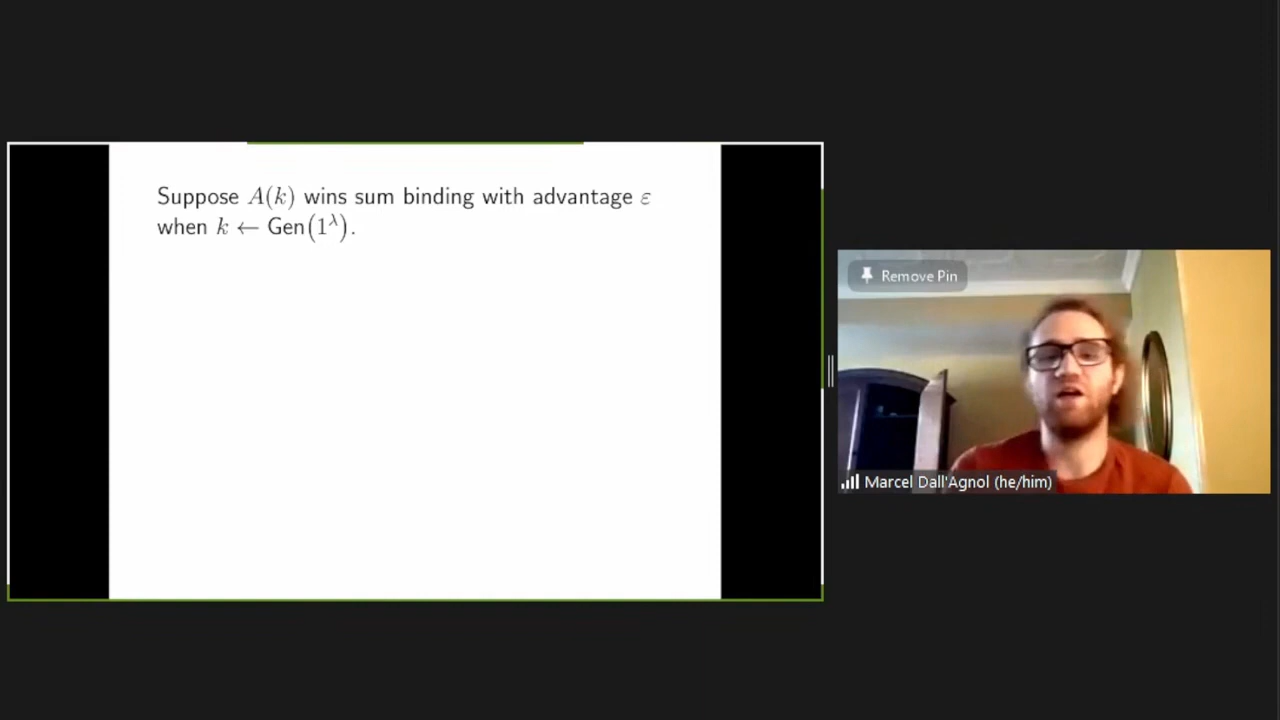 Suppose A(k) wins sum binding with advantage ε
when k ← Gen(1^λ).
Remove Pin
Marcel Dall'Agnol (he/him)